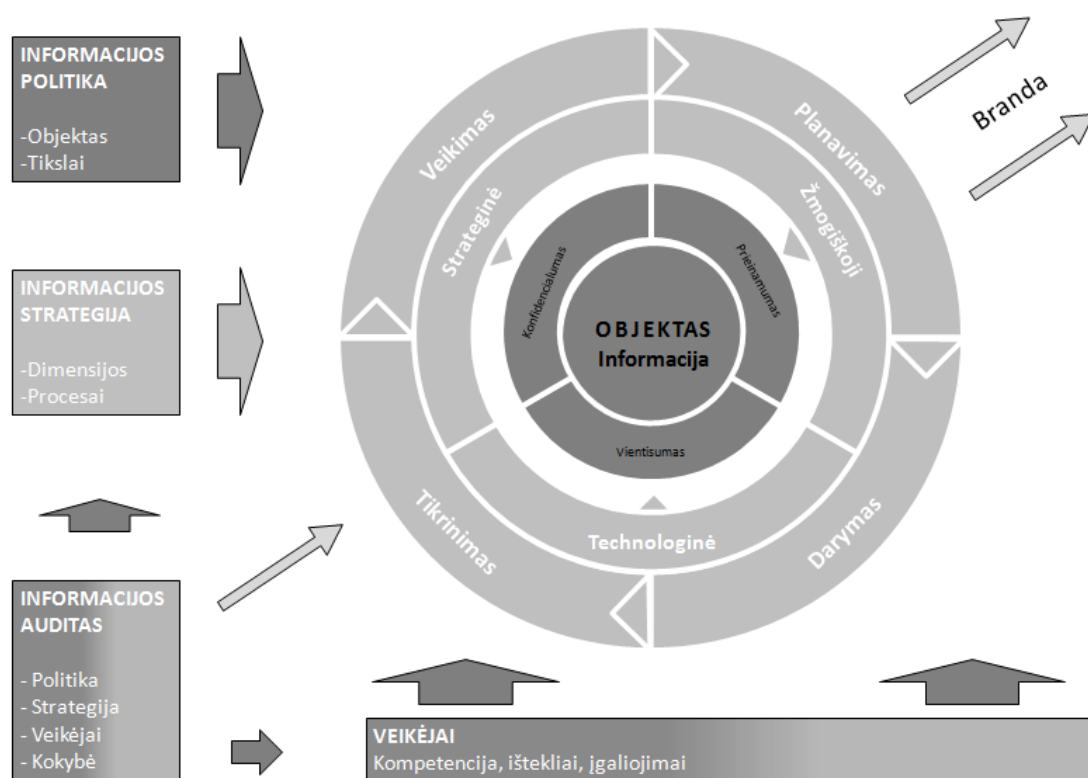 INFORMACIJOS
POLITIKA
-Objektas
-Tikslai
INFORMACIJOS
STRATEGIJA
-Dimensijos
-Procesai
INFORMACIJOS
AUDITAS
- Politika
- Strategija
- Veikėjai
- Kokybė
Veikimas
Planavimas
Darymas
Tikrinimas
Strateginė
Žmogiškoji
Technologinė
Konfidencialumas
Prieinamumas
Vientisumas
OBJEKTAS
Informacija
Branda
VEIKĖJAI
Kompetencija, ištekliai, įgaliojimai